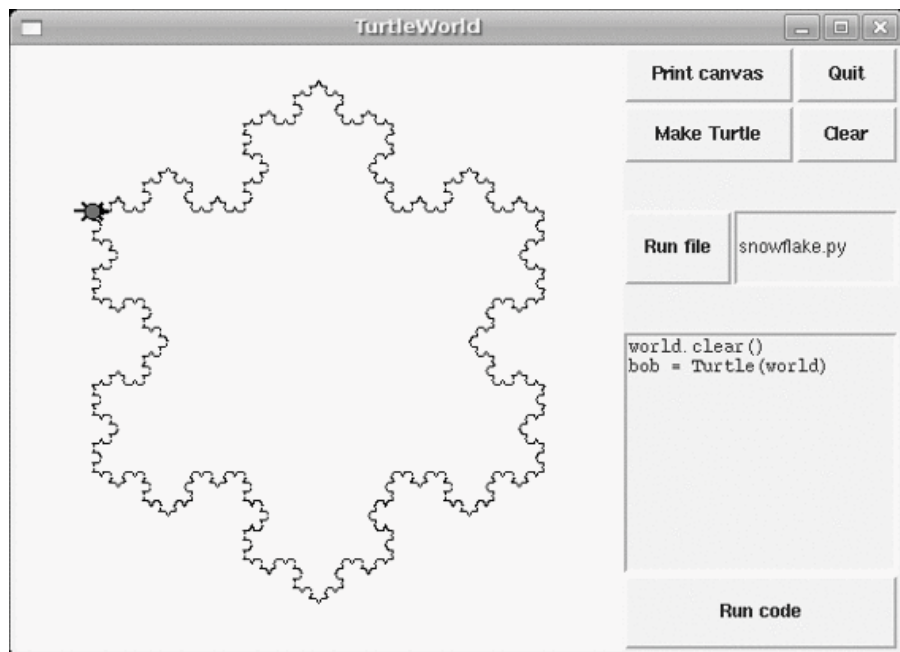 TurtleWorld
Print canvas
Quit
Make Turtle
Clear
Run file
snowflake.py
world.clear()
bob = Turtle(world)
Run code